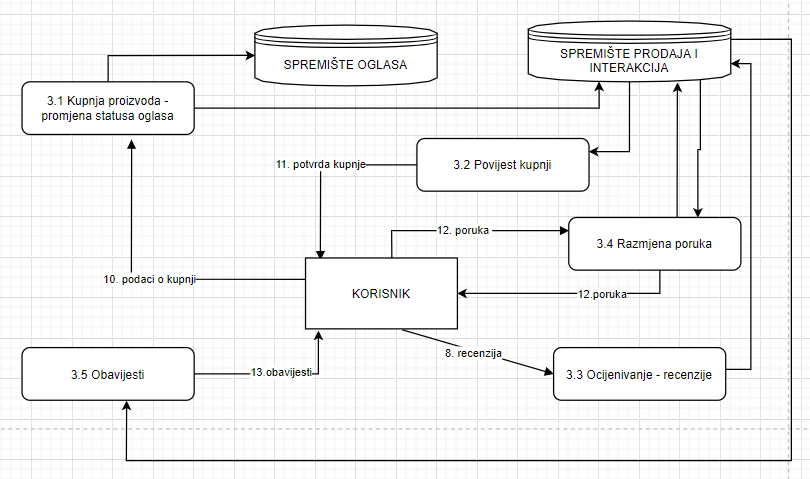 SPREMIŠTE OGLASA
SPREMIŠTE PRODAJA I
INTERAKCIJA
3.1 Kupnja proizvoda -
promjena statusa oglasa
11. potvrda kupnje
3.2 Povijest kupnji
12. poruka
3.4 Razmjena poruka
10. podaci o kupnji
KORISNIK
12.poruka
8. recenzija
3.5 Obavijesti
13.obavijesti
3.3 Ocijenivanje - recenzije